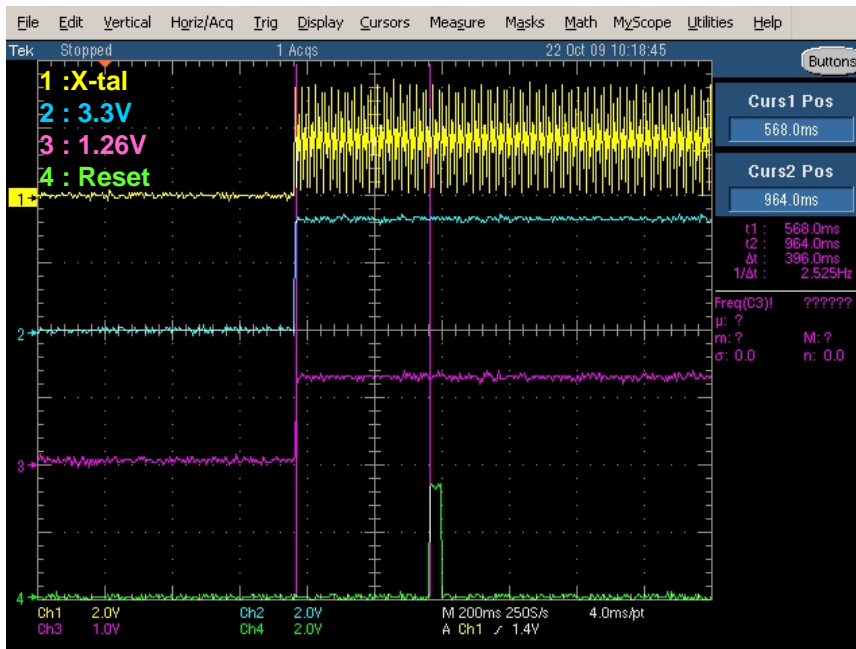 File Edit Vertical Horiz/Acq Trig Display Cursors Measure Masks Math MyScope Utilities Help
Tek Stopped 1 Acqs 22 Oct 09 10:18:45
Buttons
1 :X-tal
2 : 3.3V
3 : 1.26V
4 : Reset
Curs1 Pos
568.0ms
Curs2 Pos
964.0ms
t1 : 568.0ms
t2 : 964.0ms
Δt : 396.0ms
1/Δt : 2.525Hz
Freq(C3)! ??????
μ: ?
m: ? M: ?
σ: 0.0 n: 0.0
1
2
3
4
Ch1 2.0V Ch2 2.0V M 200ms 250S/s 4.0ms/pt
Ch3 1.0V Ch4 2.0V A Ch1 1.4V